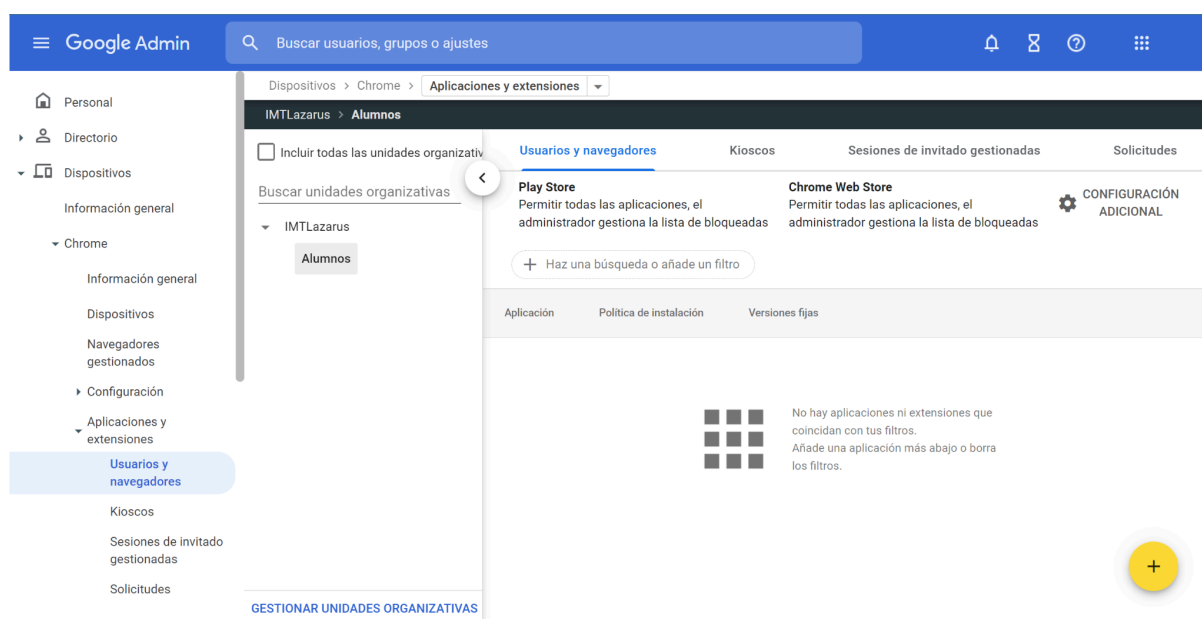 Google Admin
Buscar usuarios, grupos o ajustes
Personal
Directorio
Dispositivos
Información general
Chrome
Información general
Dispositivos
Navegadores
gestionados
Configuración
Aplicaciones y
extensiones
Usuarios y
navegadores
Kioscos
Sesiones de invitado
gestionadas
Solicitudes
Dispositivos > Chrome > Aplicaciones y extensiones
IMTLazarus > Alumnos
Incluir todas las unidades organizativ
Buscar unidades organizativas
IMTLazarus
Alumnos
GESTIONAR UNIDADES ORGANIZATIVAS
Usuarios y navegadores Kioscos Sesiones de invitado gestionadas Solicitudes
Play Store
Permitir todas las aplicaciones, el
administrador gestiona la lista de bloqueadas
Chrome Web Store
Permitir todas las aplicaciones, el
administrador gestiona la lista de bloqueadas
CONFIGURACIÓN
ADICIONAL
Haz una búsqueda o añade un filtro
Aplicación Política de instalación Versiones fijas
No hay aplicaciones ni extensiones que
coincidan con tus filtros.
Añade una aplicación más abajo o borra
los filtros.